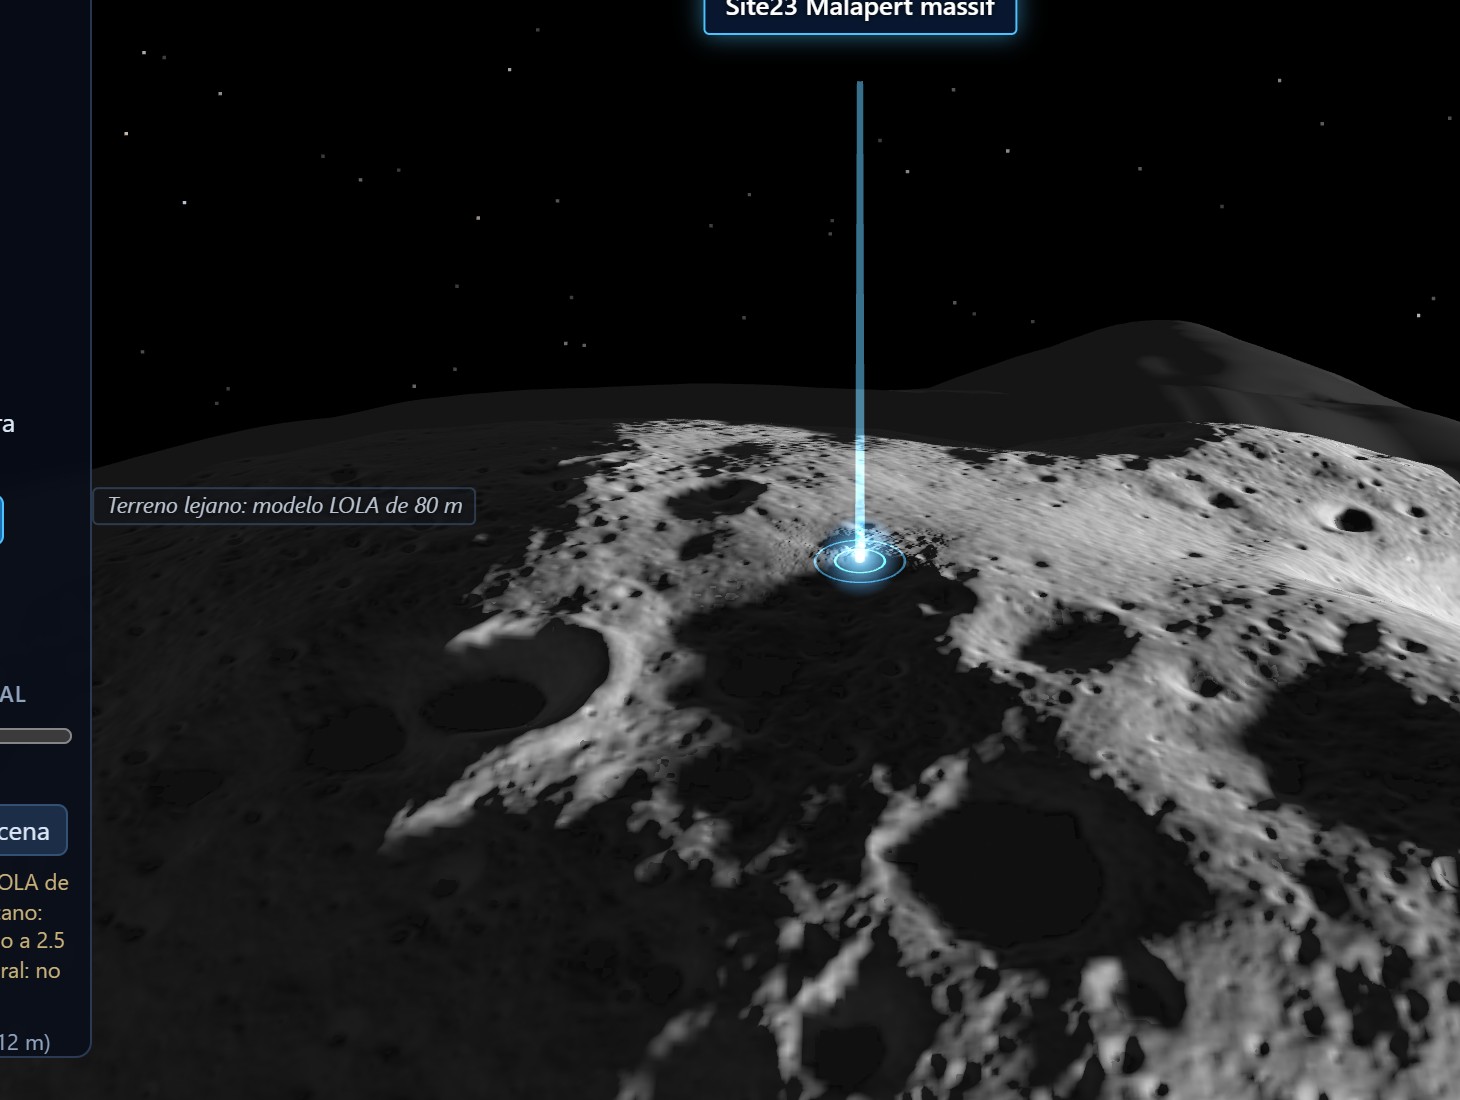 Site23 Malapert massif
ra
Terreno lejano: modelo LOLA de 80 m
AL
cena
OLA de
ano:
o a 2.5
ral: no
12 m)